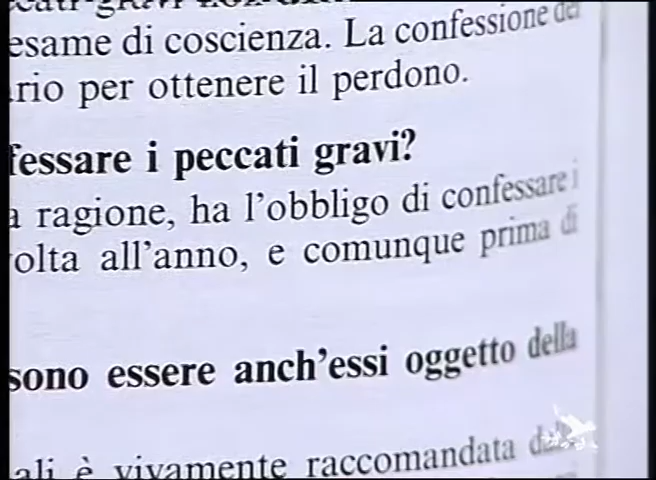 esame di coscienza. La confessione dei
rio per ottenere il perdono.
fessare i peccati gravi?
a ragione, ha l'obbligo di confessare i
olta all'anno, e comunque prima di
sono essere anch'essi oggetto della
ali è vivamente raccomandata